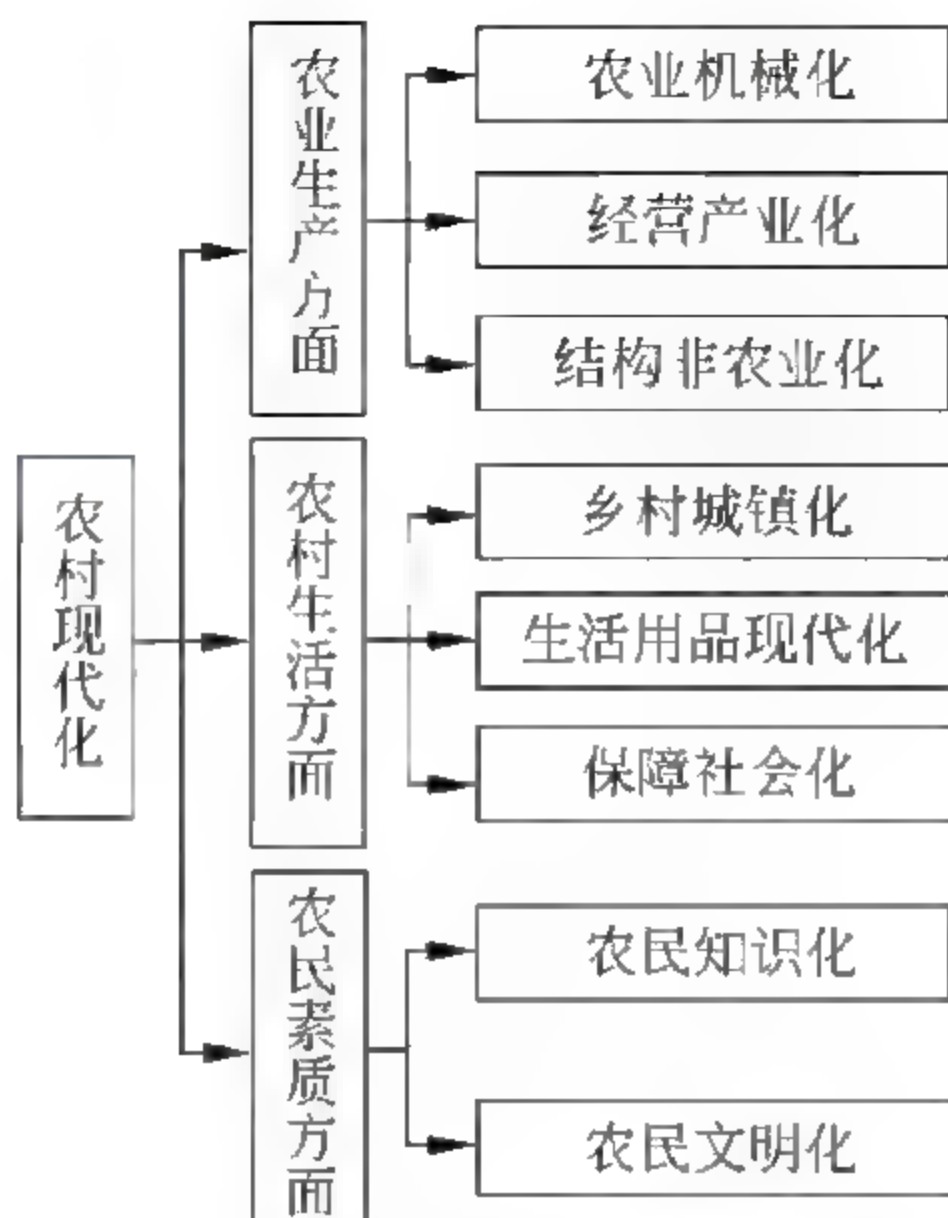 农村现代化
农业生产方面
农业机械化
经营产业化
结构非农业化
农村生活方面
乡村城镇化
生活用品现代化
保障社会化
农民素质方面
农民知识化
农民文明化